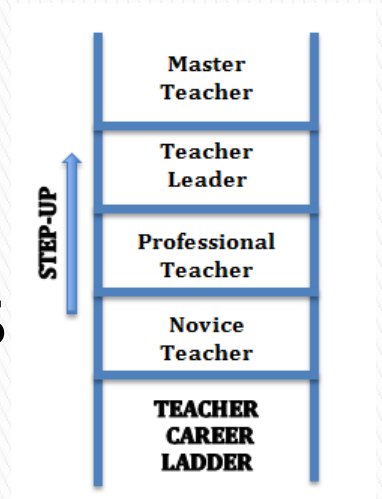 Master
Teacher
Teacher
Leader
STEP-UP
Professional
Teacher
Novice
Teacher
TEACHER
CAREER
LADDER